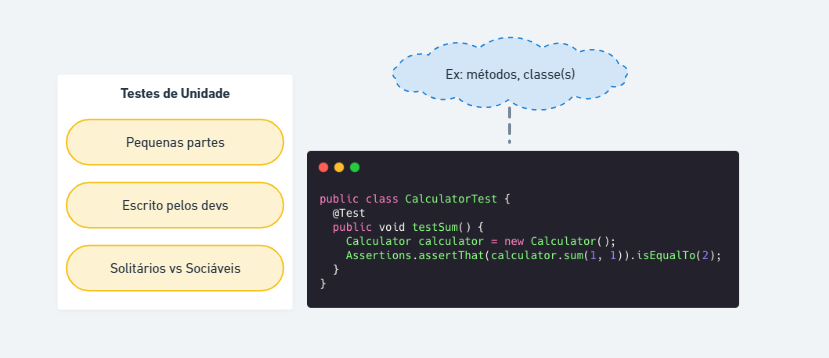 Testes de Unidade
Pequenas partes
Escrito pelos devs
Solitários vs Sociáveis
Ex: métodos, classe(s)
public class CalculatorTest {
  @Test
  public void testSum() {
    Calculator calculator = new Calculator();
    Assertions.assertThat(calculator.sum(1, 1)).isEqualTo(2);
  }
}